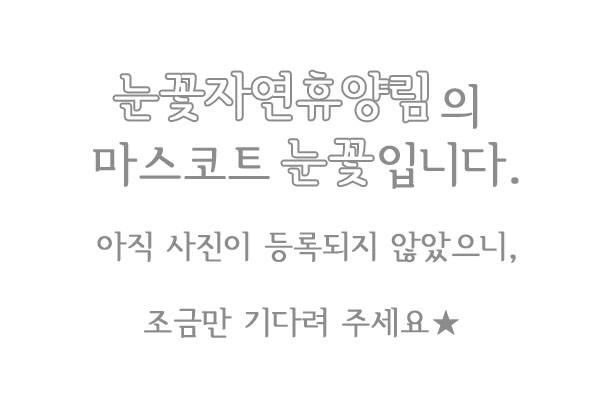 눈꽃자연휴양림의
마스코트 눈꽃입니다.
아직 사진이 등록되지 않았으니,
조금만 기다려 주세요★